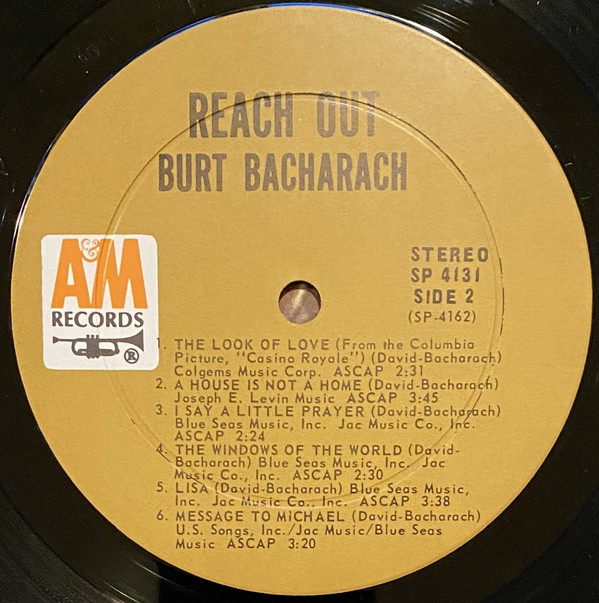 REACH OUT
BURT BACHARACH
A&M
RECORDS
®
STEREO
SP 4131
SIDE 2
(SP-4162)
1. THE LOOK OF LOVE (From the Columbia
Picture, "Casino Royale") (David-Bacharach)
Colgems Music Corp. ASCAP 2:31
2. A HOUSE IS NOT A HOME (David-Bacharach)
Joseph E. Levin Music ASCAP 3:45
3. I SAY A LITTLE PRAYER (David-Bacharach)
Blue Seas Music, Inc. Jac Music Co., Inc.
ASCAP 2:24
4. THE WINDOWS OF THE WORLD (David-
Bacharach) Blue Seas Music, Inc. Jac
Music Co., Inc. ASCAP 2:30
5. LISA (David-Bacharach) Blue Seas Music,
Inc. Jac Music Co., Inc. ASCAP 3:38
6. MESSAGE TO MiCHAEL (David-Bacharach)
U.S. Songs, Inc./Jac Music/Blue Seas
Music ASCAP 3:20